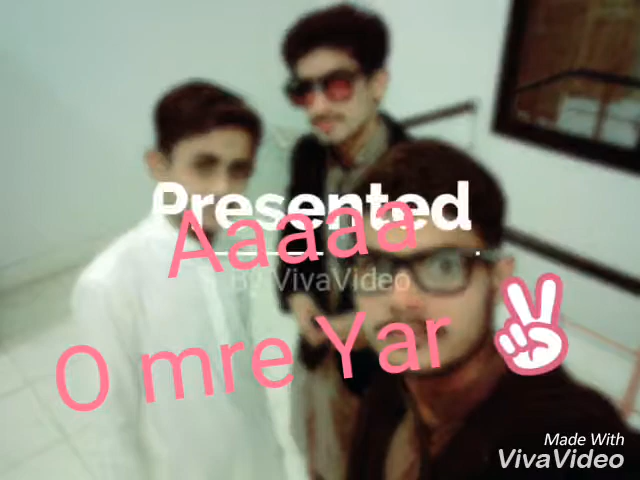 Presented
Aaaaa
By VivaVideo
O mre Yar ✌
Made With
VivaVideo